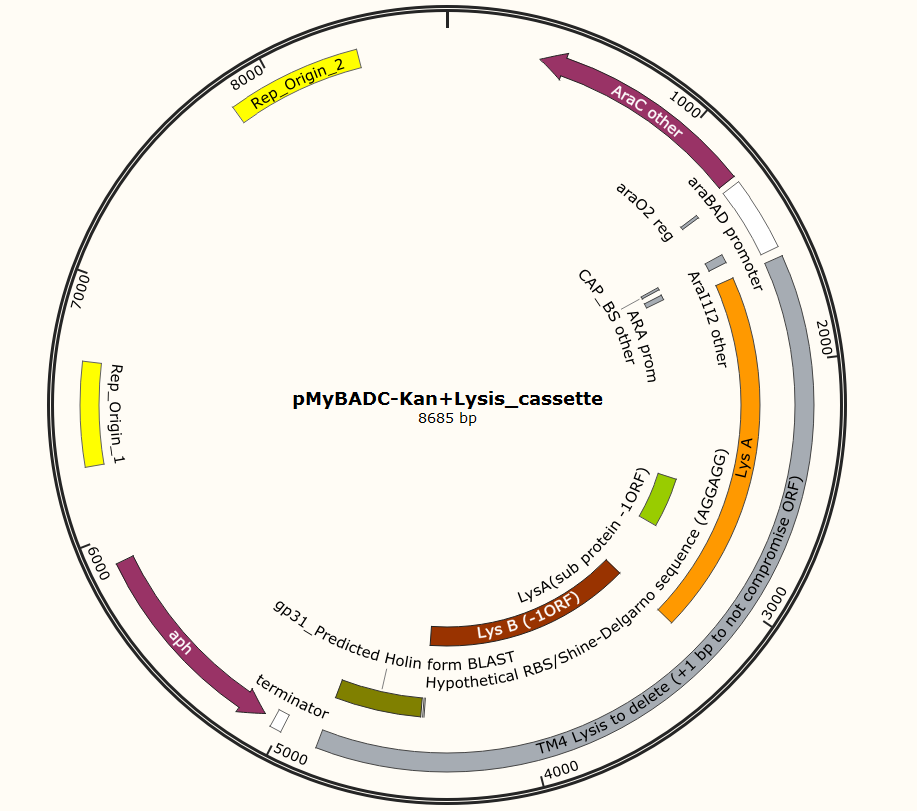 8000
Rep_Origin_2
AraC other
1000
araBAD promoter
araO2 reg
AraI1I2 other
CAP_BS other
ARA prom
2000
7000
pMyBADC-Kan+Lysis_cassette
8685 bp
Rep_Origin_1
Lys A
LysA(sub protein -1ORF)
Lys B (-1ORF)
Hypothetical RBS/Shine-Delgarno sequence (AGGAGG)
TM4 Lysis to delete (+1 bp to not compromise ORF)
gp31_Predicted Holin form BLAST
6000
aph
terminator
3000
5000
4000